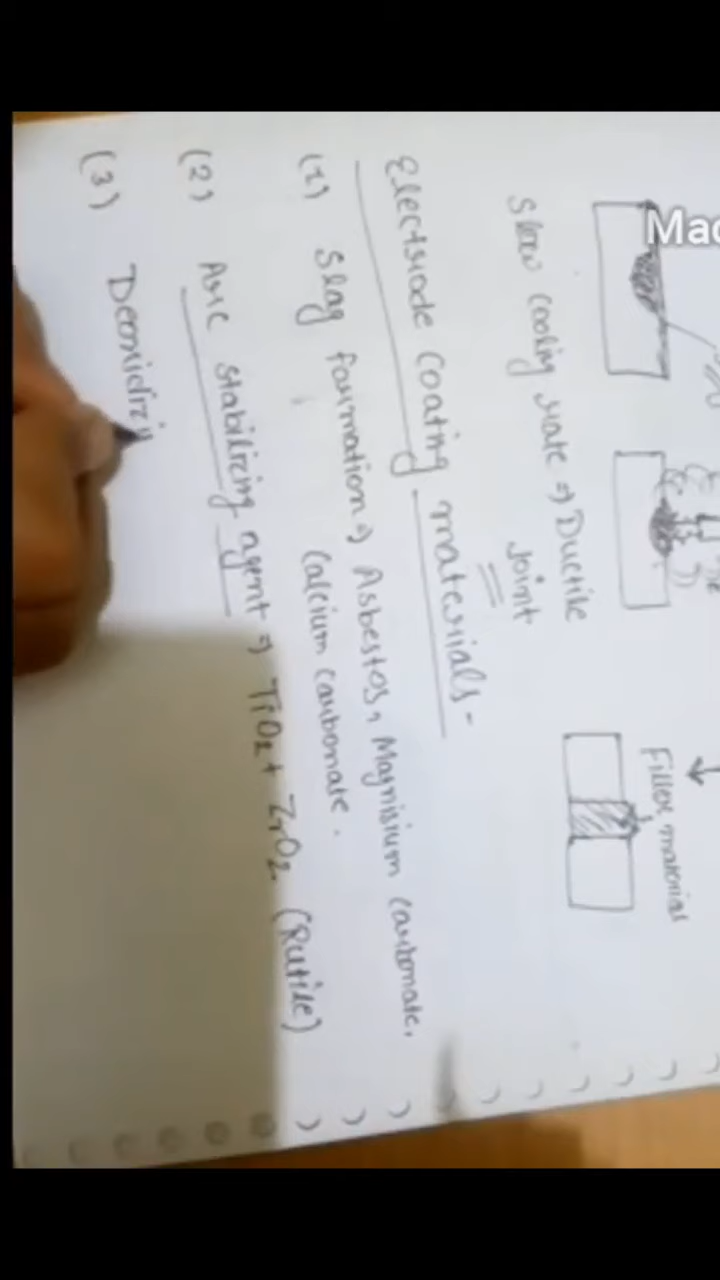 Mac
Filler material
Slow cooling rate ⇒ Ductile
Joint
Electrode coating materials-
(1) Slag formation ⇒ Asbestos, Magnisium carbonate,
Calcium carbonate.
(2) Arc stabilizing agent ⇒ TiO2 + ZrO2 (Rutile)
(3) Deoxidizi